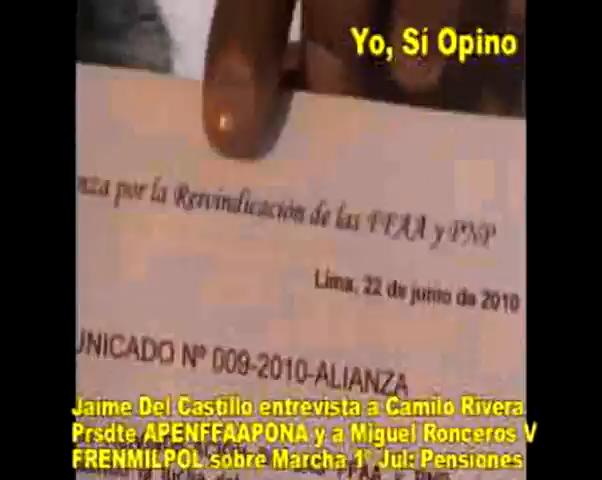 Yo, Sí Opino
nza por la Reivindicación de las FFAA y PNP
Lima, 22 de junio de 2010
UNICADO Nº 009-2010-ALIANZA
Jaime Del Castillo entrevista a Camilo Rivera
Prsdte APENFFAAPONA y a Miguel Ronceros V
FRENMILPOL sobre Marcha 1º Jul: Pensiones